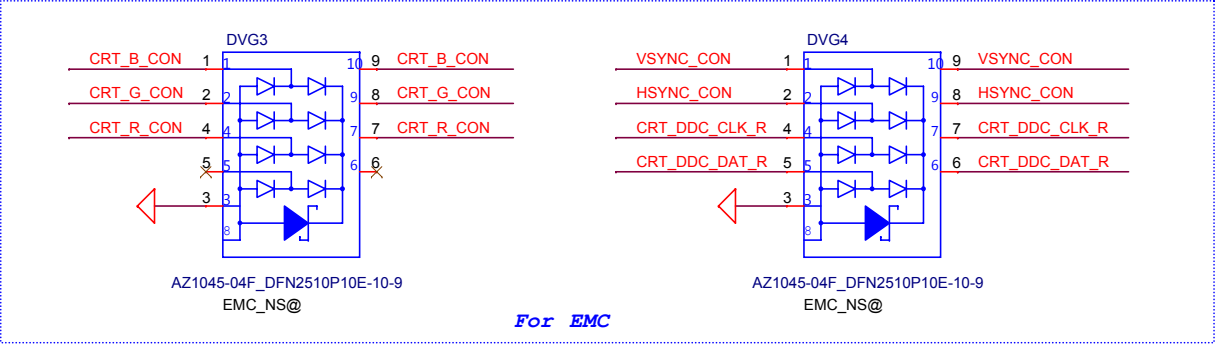 DVG3
CRT_B_CON 1 1 10 9 CRT_B_CON
CRT_G_CON 2 2 9 8 CRT_G_CON
CRT_R_CON 4 4 7 7 CRT_R_CON
5 5 6 6
3 3
8
AZ1045-04F_DFN2510P10E-10-9
EMC_NS@
DVG4
VSYNC_CON 1 1 10 9 VSYNC_CON
HSYNC_CON 2 2 9 8 HSYNC_CON
CRT_DDC_CLK_R 4 4 7 7 CRT_DDC_CLK_R
CRT_DDC_DAT_R 5 5 6 6 CRT_DDC_DAT_R
3 3
8
AZ1045-04F_DFN2510P10E-10-9
EMC_NS@
For EMC